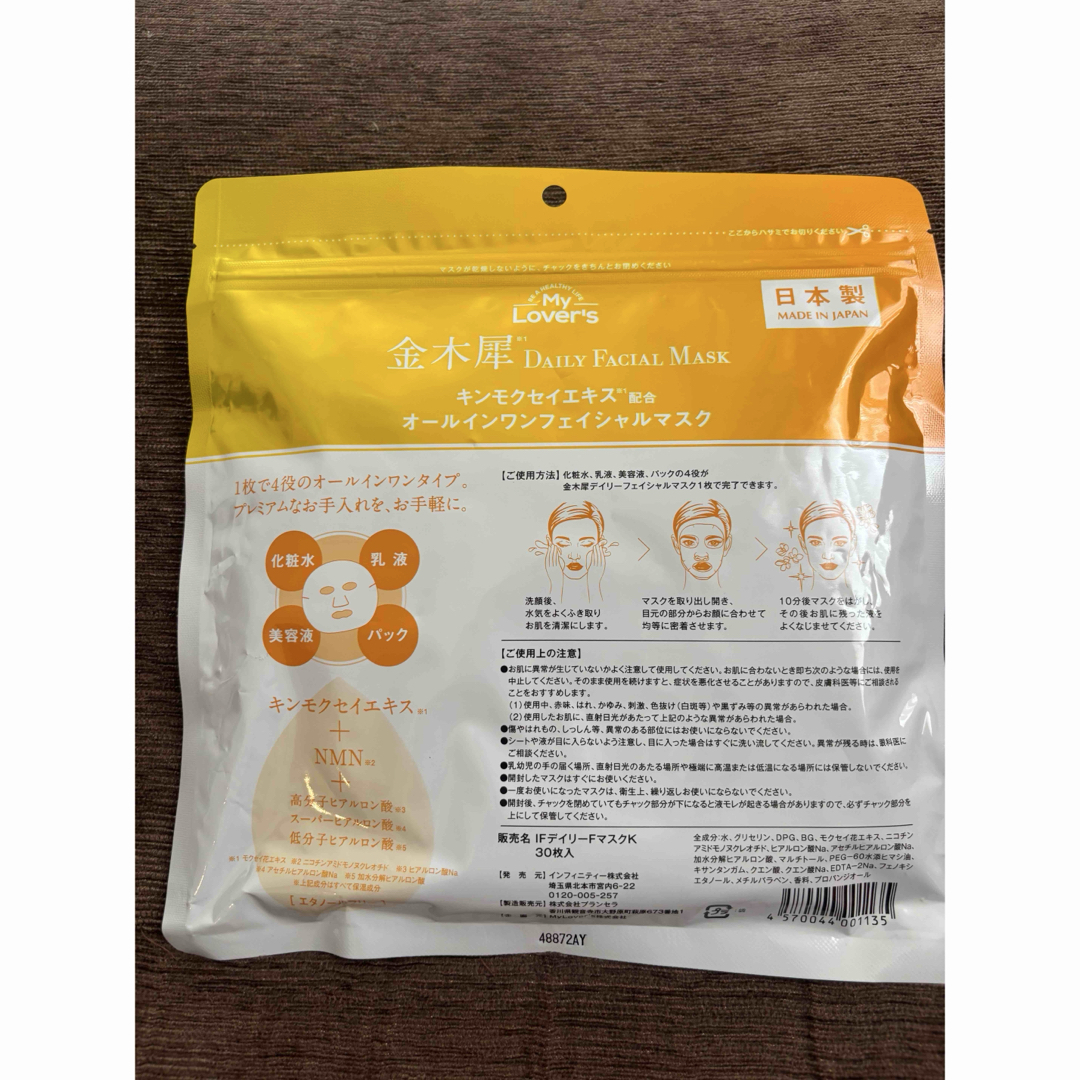 ここからハサミでお切りください
マスクが乾燥しないように、チャックをきちんとお閉めください
BE A HEALTHY LIFE
My
Lover's
日本製
MADE IN JAPAN
金木犀※1 DAILY FACIAL MASK
キンモクセイエキス※1配合
オールインワンフェイシャルマスク
1枚で4役のオールインワンタイプ。
プレミアムなお手入れを、お手軽に。
化粧水
乳液
美容液
パック
キンモクセイエキス※1
+
NMN※2
+
高分子ヒアルロン酸※3
スーパーヒアルロン酸※4
低分子ヒアルロン酸※5
※1 モクセイ花エキス ※2 ニコチンアミドモノヌクレオチド ※3 ヒアルロン酸Na
※4 アセチルヒアルロン酸Na ※5 加水分解ヒアルロン酸
※上記成分はすべて保湿成分
【ご使用方法】化粧水、乳液、美容液、パックの4役が
金木犀デイリーフェイシャルマスク1枚で完了できます。
洗顔後、
水気をよくふき取り
お肌を清潔にします。
マスクを取り出し開き、
目元の部分からお顔に合わせて
均等に密着させます。
10分後マスクをはがし、
その後お肌に残った液を
よくなじませてください。
【ご使用上の注意】
●お肌に異常が生じていないかよく注意して使用してください。お肌に合わないとき即ち次のような場合には、使用を
中止してください。そのまま使用を続けますと、症状を悪化させることがありますので、皮膚科医等にご相談される
ことをおすすめします。
(1)使用中、赤味、はれ、かゆみ、刺激、色抜け(白斑等)や黒ずみ等の異常があらわれた場合。
(2)使用したお肌に、直射日光があたって上記のような異常があらわれた場合。
●傷やはれもの、しっしん等、異常のある部位にはお使いにならないでください。
●シートや液が目に入らないよう注意し、目に入った場合はすぐに洗い流してください。異常が残る時は、眼科医に
ご相談ください。
●乳幼児の手の届く場所、直射日光のあたる場所や極端に高温または低温になる場所には保管しないでください。
●開封したマスクはすぐにお使いください。
●一度お使いになったマスクは、衛生上、繰り返しお使いにならないでください。
●開封後、チャックを閉めていてもチャック部分が下になると液モレが起きる場合がありますので、必ずチャック部分を
上にして保管してください。
販売名 IFデイリーFマスクK
30枚入
【発売元】インフィニティー株式会社
埼玉県北本市宮内6-22
0120-005-257
【製造販売元】株式会社ブランセラ
香川県観音寺市大野原町萩原673番地1
全成分:水、グリセリン、DPG、BG、モクセイ花エキス、ニコチン
アミドモノヌクレオチド、ヒアルロン酸Na、アセチルヒアルロン酸Na、
加水分解ヒアルロン酸、マルチトール、PEG-60水添ヒマシ油、
キサンタンガム、クエン酸、クエン酸Na、EDTA-2Na、フェノキシ
エタノール、メチルパラベン、香料、プロパンジオール
プラ
4 570044 001135
48872AY